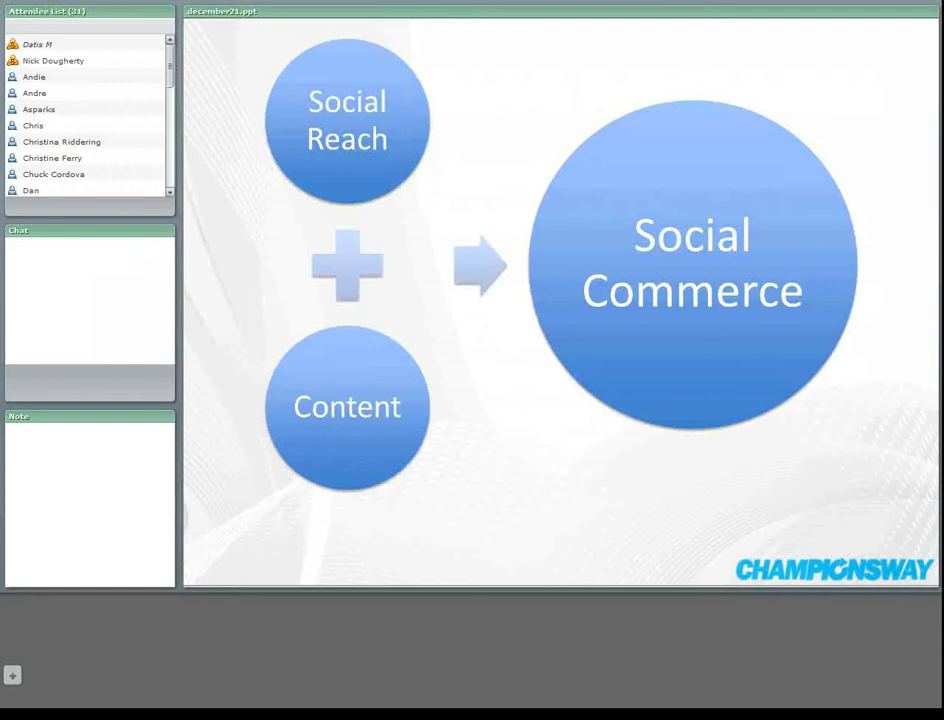 Attendee List (31)
Datis M
Nick Dougherty
Andie
Andre
Asparks
Chris
Christina Riddering
Christine Ferry
Chuck Cordova
Dan
Chat
Note
december21.ppt
Social
Reach
Content
Social
Commerce
CHAMPIONSWAY